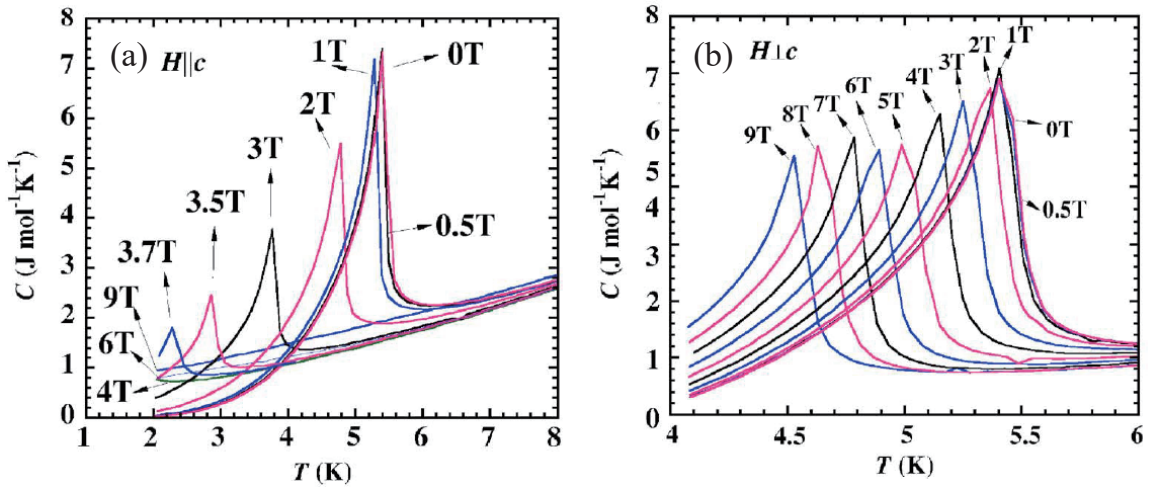 (a)
H||c
1T
0T
2T
3T
3.5T
3.7T
9T
6T
4T
0.5T
C (J mol⁻¹K⁻¹)
8
7
6
5
4
3
2
1
0
1 2 3 4 5 6 7 8
T (K)
(b)
H⊥c
1T
2T
3T
4T
5T
6T
7T
8T
9T
0T
0.5T
C (J mol⁻¹K⁻¹)
8
7
6
5
4
3
2
1
0
4 4.5 5 5.5 6
T (K)